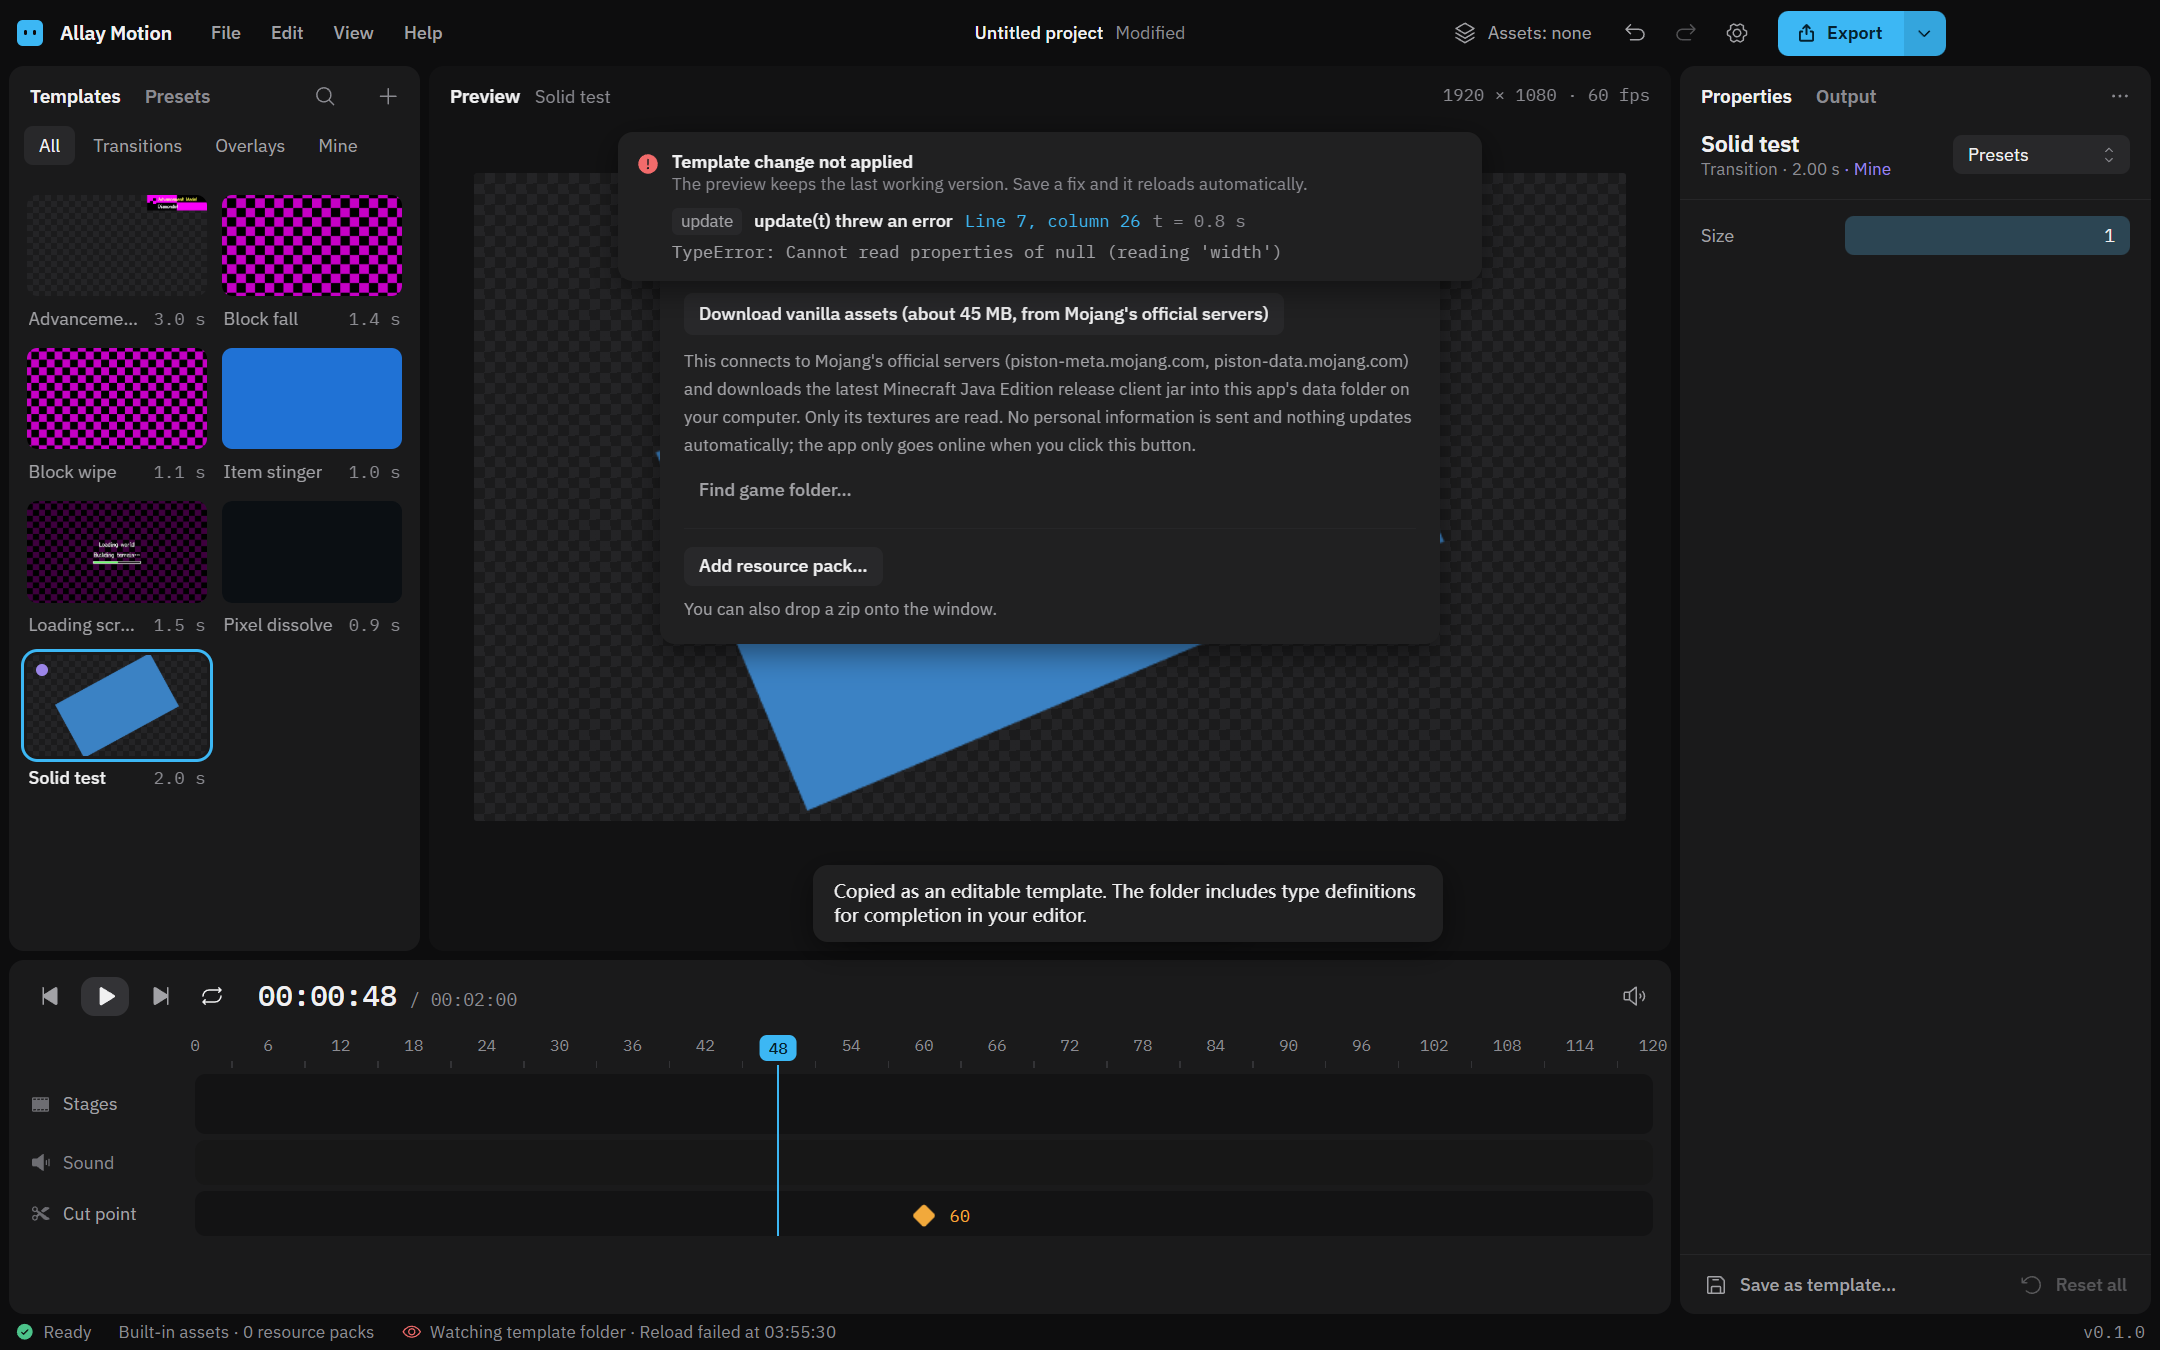 Allay Motion
File
Edit
View
Help
Untitled project Modified
Assets: none
Export
Templates
Presets
All
Transitions
Overlays
Mine
Advanceme... 3.0 s
Block fall 1.4 s
Block wipe 1.1 s
Item stinger 1.0 s
Loading world
Loading scr... 1.5 s
Pixel dissolve 0.9 s
Solid test 2.0 s
Preview Solid test
1920 × 1080 · 60 fps
Template change not applied
The preview keeps the last working version. Save a fix and it reloads automatically.
update update(t) threw an error Line 7, column 26 t = 0.8 s
TypeError: Cannot read properties of null (reading 'width')
Download vanilla assets (about 45 MB, from Mojang's official servers)
This connects to Mojang's official servers (piston-meta.mojang.com, piston-data.mojang.com)
and downloads the latest Minecraft Java Edition release client jar into this app's data folder on
your computer. Only its textures are read. No personal information is sent and nothing updates
automatically; the app only goes online when you click this button.
Find game folder...
Add resource pack...
You can also drop a zip onto the window.
Copied as an editable template. The folder includes type definitions
for completion in your editor.
Properties
Output
Solid test
Transition · 2.00 s · Mine
Presets
Size 1
00:00:48 / 00:02:00
0 6 12 18 24 30 36 42 48 54 60 66 72 78 84 90 96 102 108 114 120
Stages
Sound
Cut point
60
Save as template...
Reset all
Ready
Built-in assets · 0 resource packs
Watching template folder · Reload failed at 03:55:30
v0.1.0